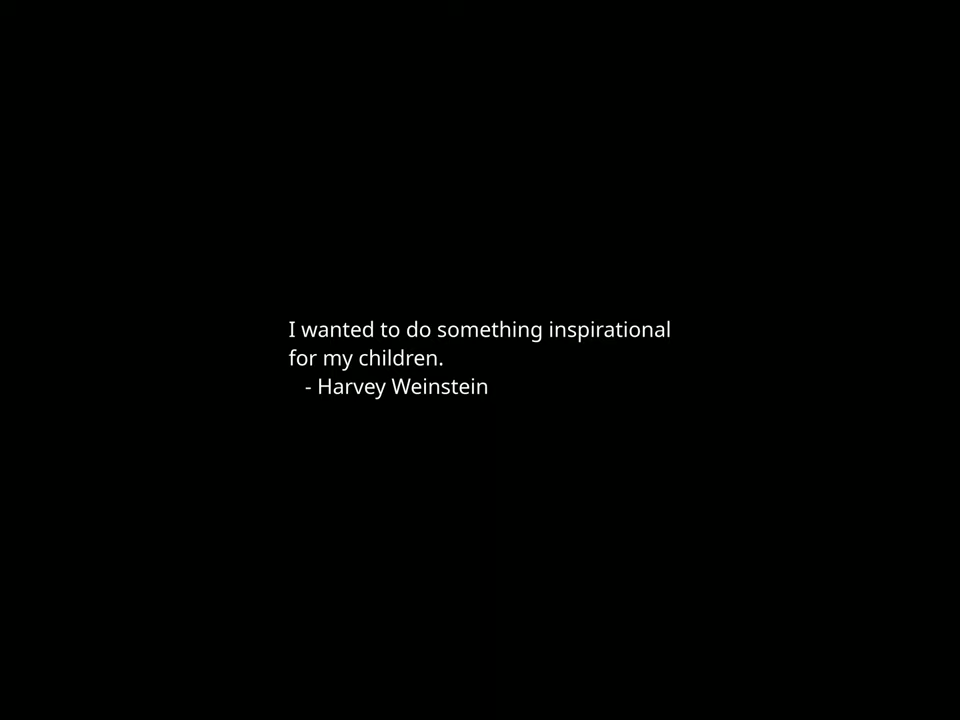 I wanted to do something inspirational
for my children.
- Harvey Weinstein